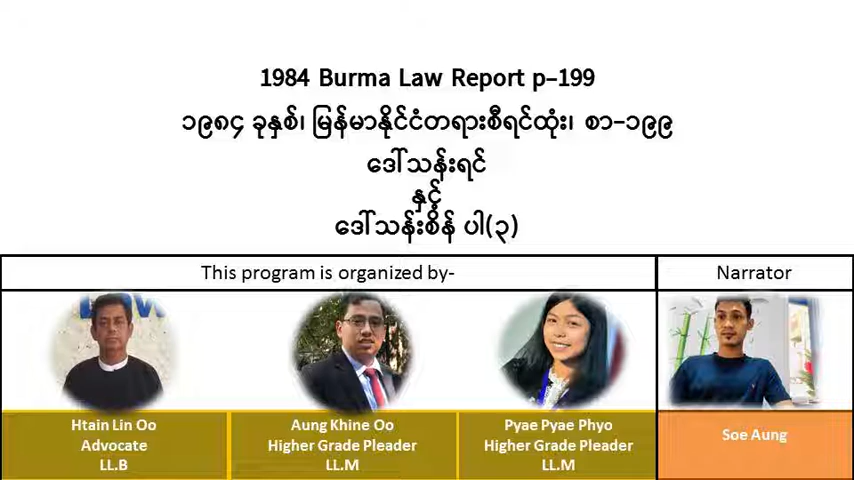 1984 Burma Law Report p-199
၁၉၈၄ ခုနှစ်၊ မြန်မာနိုင်ငံတရားစီရင်ထုံး၊ စာ-၁၉၉
ဒေါ်သန်းရင်
နှင့်
ဒေါ်သန်းစိန် ပါ(၃)
This program is organized by-
Narrator
Htain Lin Oo
Advocate
LL.B
Aung Khine Oo
Higher Grade Pleader
LL.M
Pyae Pyae Phyo
Higher Grade Pleader
LL.M
Soe Aung